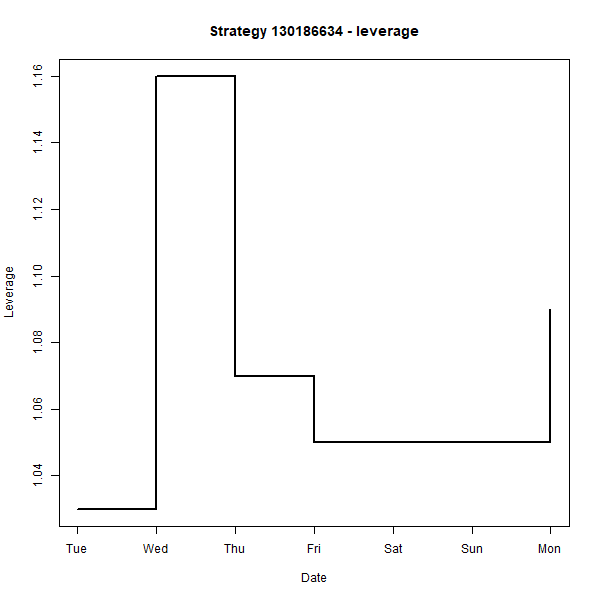 Strategy 130186634 - leverage
1.16
1.14
1.12
1.10
1.08
1.06
1.04
Leverage
Tue Wed Thu Fri Sat Sun Mon
Date